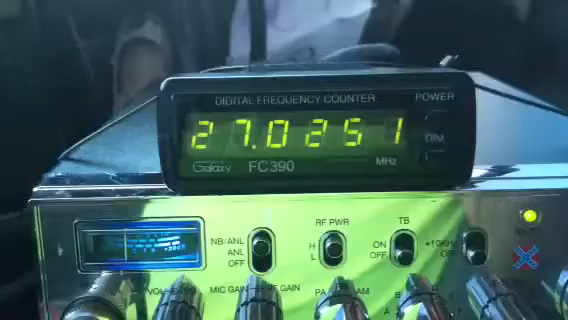 DIGITAL FREQUENCY COUNTER POWER
27.0251
DIM
Galaxy FC390 MHz
RF PWR TB
NB/ANL H ON +10KHz
ANL
OFF L OFF
VOL MIC GAIN RF GAIN PA AM